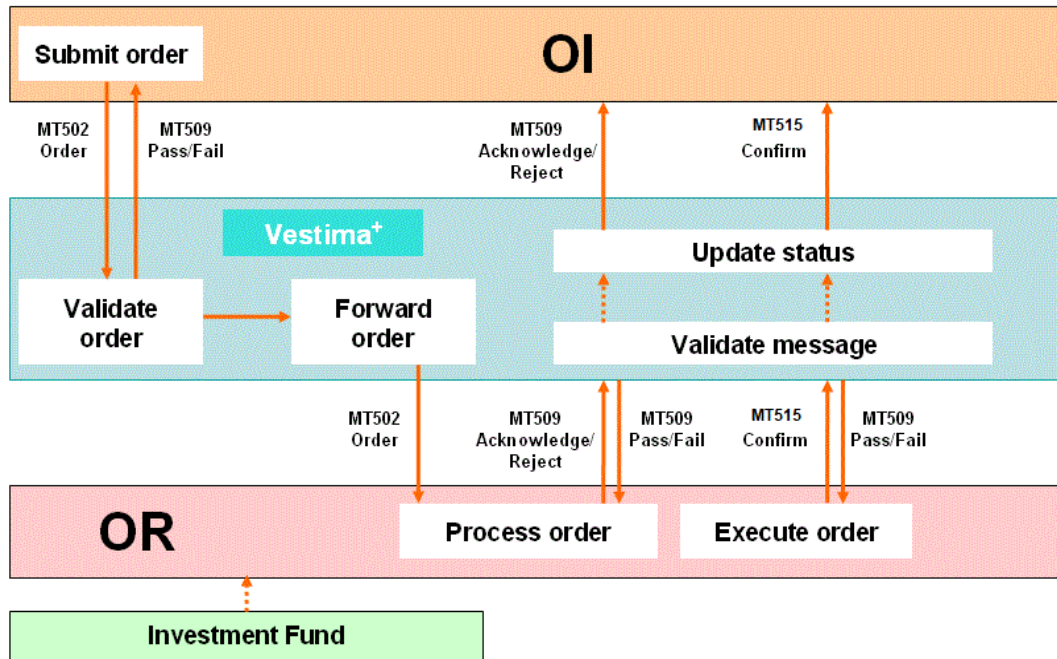 Submit order
OI
MT502
Order
MT509
Pass/Fail
MT509
Acknowledge/
Reject
MT515
Confirm
Vestima+
Update status
Validate
order
Forward
order
Validate message
MT502
Order
MT509
Acknowledge/
Reject
MT509
Pass/Fail
MT515
Confirm
MT509
Pass/Fail
OR
Process order
Execute order
Investment Fund